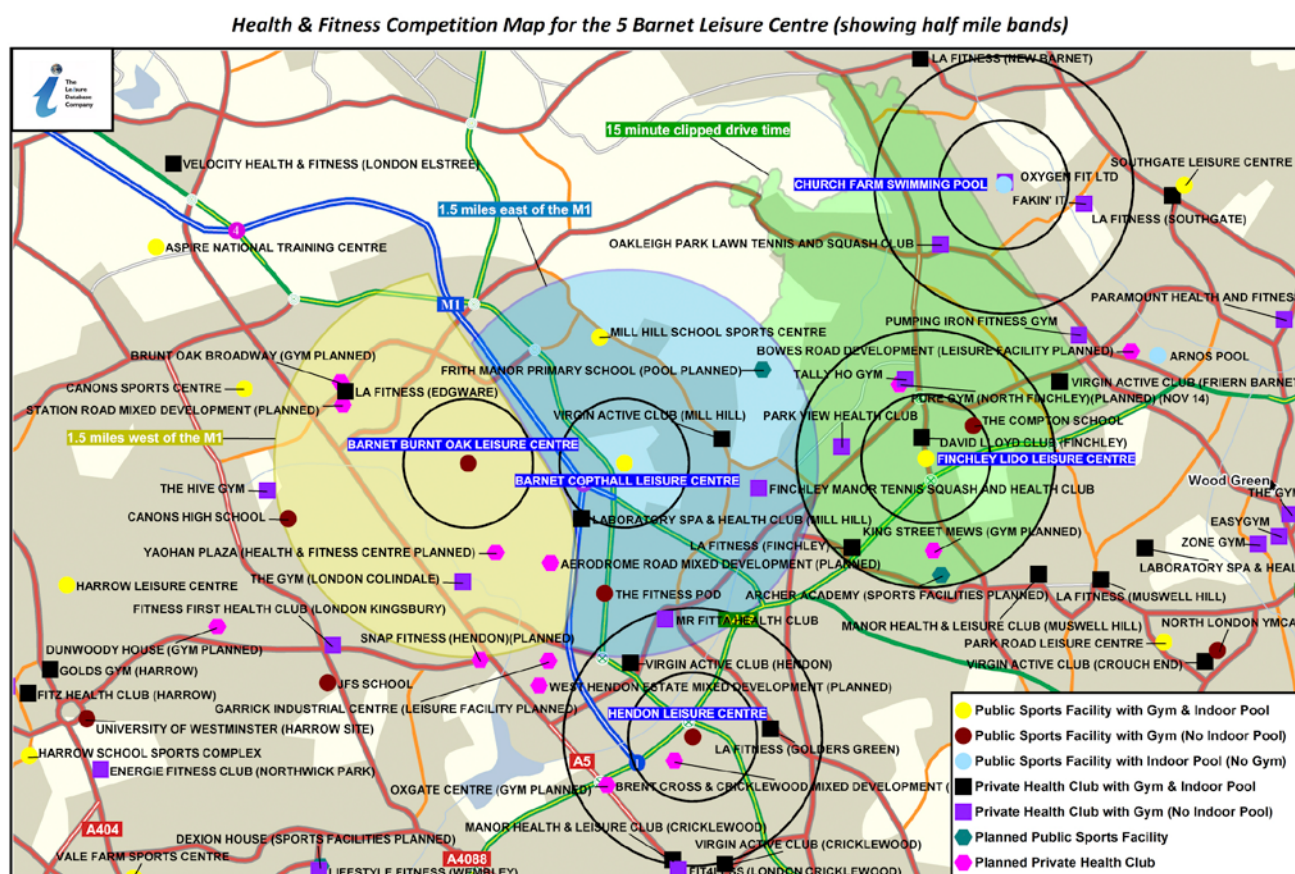 Health & Fitness Competition Map for the 5 Barnet Leisure Centre (showing half mile bands)
The
Leisure
Database
Company
LA FITNESS (NEW BARNET)
15 minute clipped drive time
VELOCITY HEALTH & FITNESS (LONDON ELSTREE)
SOUTHGATE LEISURE CENTRE
CHURCH FARM SWIMMING POOL
OXYGEN FIT LTD
FAKIN' IT
1.5 miles east of the M1
LA FITNESS (SOUTHGATE)
4
ASPIRE NATIONAL TRAINING CENTRE
OAKLEIGH PARK LAWN TENNIS AND SQUASH CLUB
M1
PARAMOUNT HEALTH AND FITNES
MILL HILL SCHOOL SPORTS CENTRE
PUMPING IRON FITNESS GYM
BRUNT OAK BROADWAY (GYM PLANNED)
BOWES ROAD DEVELOPMENT (LEISURE FACILITY PLANNED)
ARNOS POOL
FRITH MANOR PRIMARY SCHOOL (POOL PLANNED)
TALLY HO GYM
CANONS SPORTS CENTRE
LA FITNESS (EDGWARE)
VIRGIN ACTIVE CLUB (FRIERN BARNET
PURE GYM (NORTH FINCHLEY)(PLANNED) (NOV 14)
STATION ROAD MIXED DEVELOPMENT (PLANNED)
VIRGIN ACTIVE CLUB (MILL HILL)
PARK VIEW HEALTH CLUB
THE COMPTON SCHOOL
1.5 miles west of the M1
BARNET BURNT OAK LEISURE CENTRE
DAVID LLOYD CLUB (FINCHLEY)
FINCHLEY LIDO LEISURE CENTRE
BARNET COPTHALL LEISURE CENTRE
Wood Green
THE HIVE GYM
FINCHLEY MANOR TENNIS SQUASH AND HEALTH CLUB
THE GYM
CANONS HIGH SCHOOL
LABORATORY SPA & HEALTH CLUB (MILL HILL)
EASYGYM
KING STREET MEWS (GYM PLANNED)
ZONE GYM
YAOHAN PLAZA (HEALTH & FITNESS CENTRE PLANNED)
LA FITNESS (FINCHLEY)
AERODROME ROAD MIXED DEVELOPMENT (PLANNED)
LABORATORY SPA & HEAL
HARROW LEISURE CENTRE
THE GYM (LONDON COLINDALE)
THE FITNESS POD
ARCHER ACADEMY (SPORTS FACILITIES PLANNED)
LA FITNESS (MUSWELL HILL)
FITNESS FIRST HEALTH CLUB (LONDON KINGSBURY)
MR FITTA HEALTH CLUB
MANOR HEALTH & LEISURE CLUB (MUSWELL HILL)
NORTH LONDON YMCA
SNAP FITNESS (HENDON)(PLANNED)
PARK ROAD LEISURE CENTRE
DUNWOODY HOUSE (GYM PLANNED)
VIRGIN ACTIVE CLUB (HENDON)
VIRGIN ACTIVE CLUB (CROUCH END)
GOLDS GYM (HARROW)
JFS SCHOOL
WEST HENDON ESTATE MIXED DEVELOPMENT (PLANNED)
FITZ HEALTH CLUB (HARROW)
GARRICK INDUSTRIAL CENTRE (LEISURE FACILITY PLANNED)
HENDON LEISURE CENTRE
UNIVERSITY OF WESTMINSTER (HARROW SITE)
HARROW SCHOOL SPORTS COMPLEX
LA FITNESS (GOLDERS GREEN)
A5
1
ENERGIE FITNESS CLUB (NORTHWICK PARK)
OXGATE CENTRE (GYM PLANNED)
BRENT CROSS & CRICKLEWOOD MIXED DEVELOPMENT (
A404
MANOR HEALTH & LEISURE CLUB (CRICKLEWOOD)
DEXION HOUSE (SPORTS FACILITIES PLANNED)
VIRGIN ACTIVE CLUB (CRICKLEWOOD)
VALE FARM SPORTS CENTRE
A4088
LIFESTYLE FITNESS (WEMBLEY)
FIT4LESS (LONDON CRICKLEWOOD)
Public Sports Facility with Gym & Indoor Pool
Public Sports Facility with Gym (No Indoor Pool)
Public Sports Facility with Indoor Pool (No Gym)
Private Health Club with Gym & Indoor Pool
Private Health Club with Gym (No Indoor Pool)
Planned Public Sports Facility
Planned Private Health Club